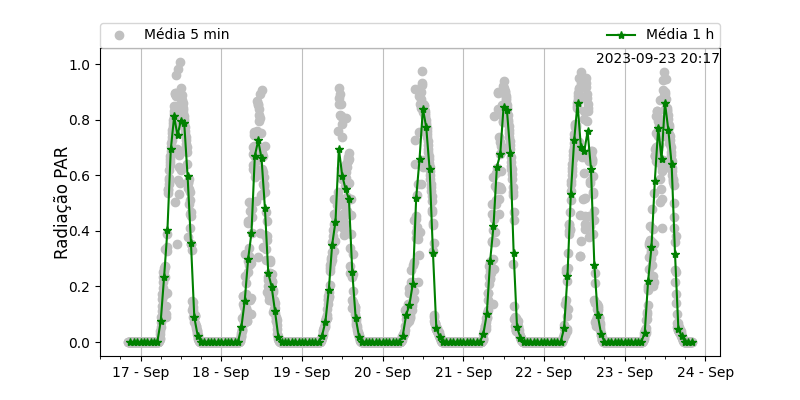 Média 5 min
Média 1 h
2023-09-23 20:17
Radiação PAR
1.0
0.8
0.6
0.4
0.2
0.0
17 - Sep
18 - Sep
19 - Sep
20 - Sep
21 - Sep
22 - Sep
23 - Sep
24 - Sep